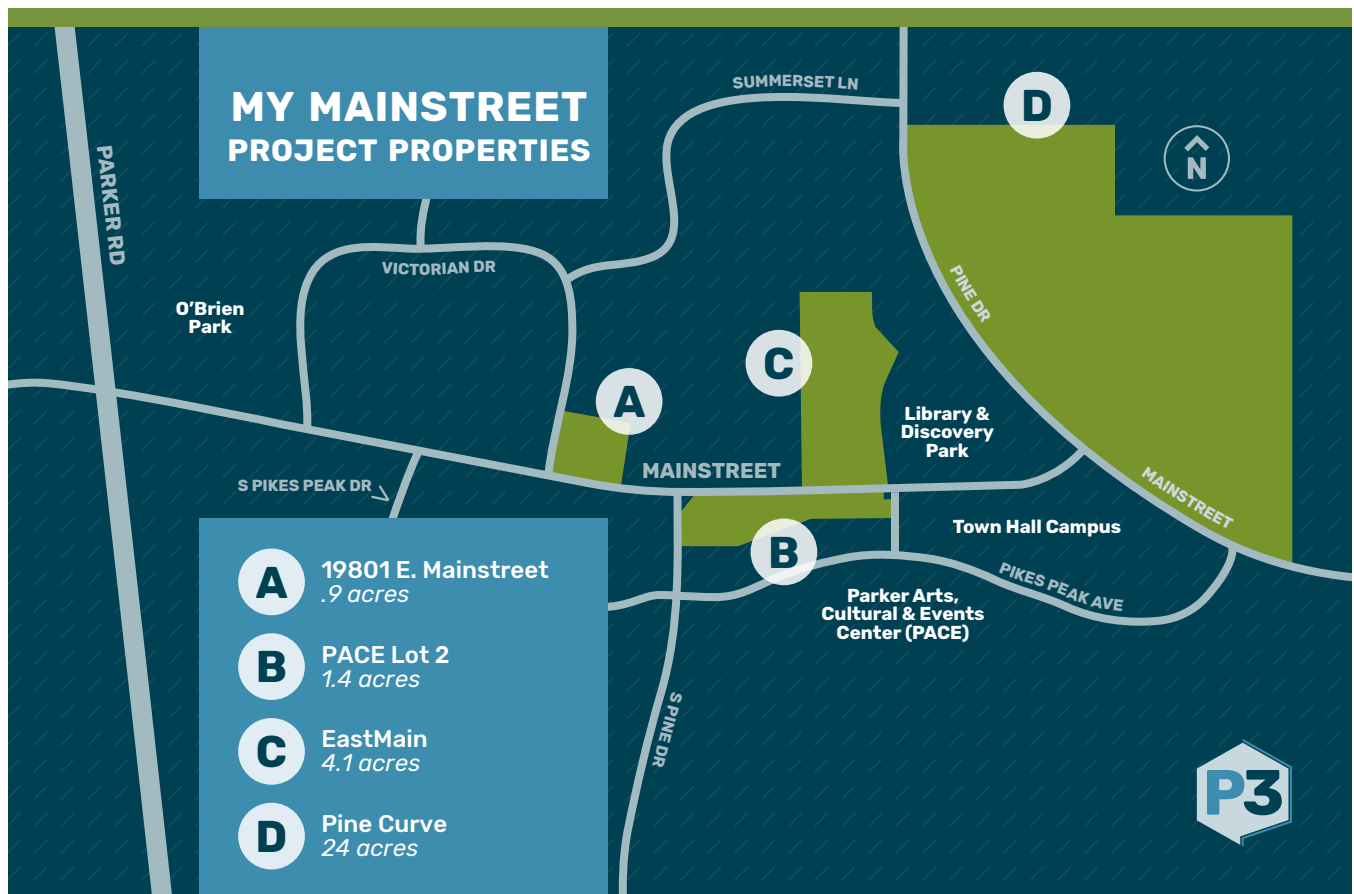 MY MAINSTREET
PROJECT PROPERTIES
SUMMERSET LN
D
N
PARKER RD
VICTORIAN DR
PINE DR
O'Brien
Park
C
A
Library &
Discovery
Park
MAINSTREET
S PIKES PEAK DR
MAINSTREET
Town Hall Campus
B
PIKES PEAK AVE
Parker Arts,
Cultural & Events
Center (PACE)
S PINE DR
A
19801 E. Mainstreet
.9 acres
B
PACE Lot 2
1.4 acres
C
EastMain
4.1 acres
D
Pine Curve
24 acres
P3